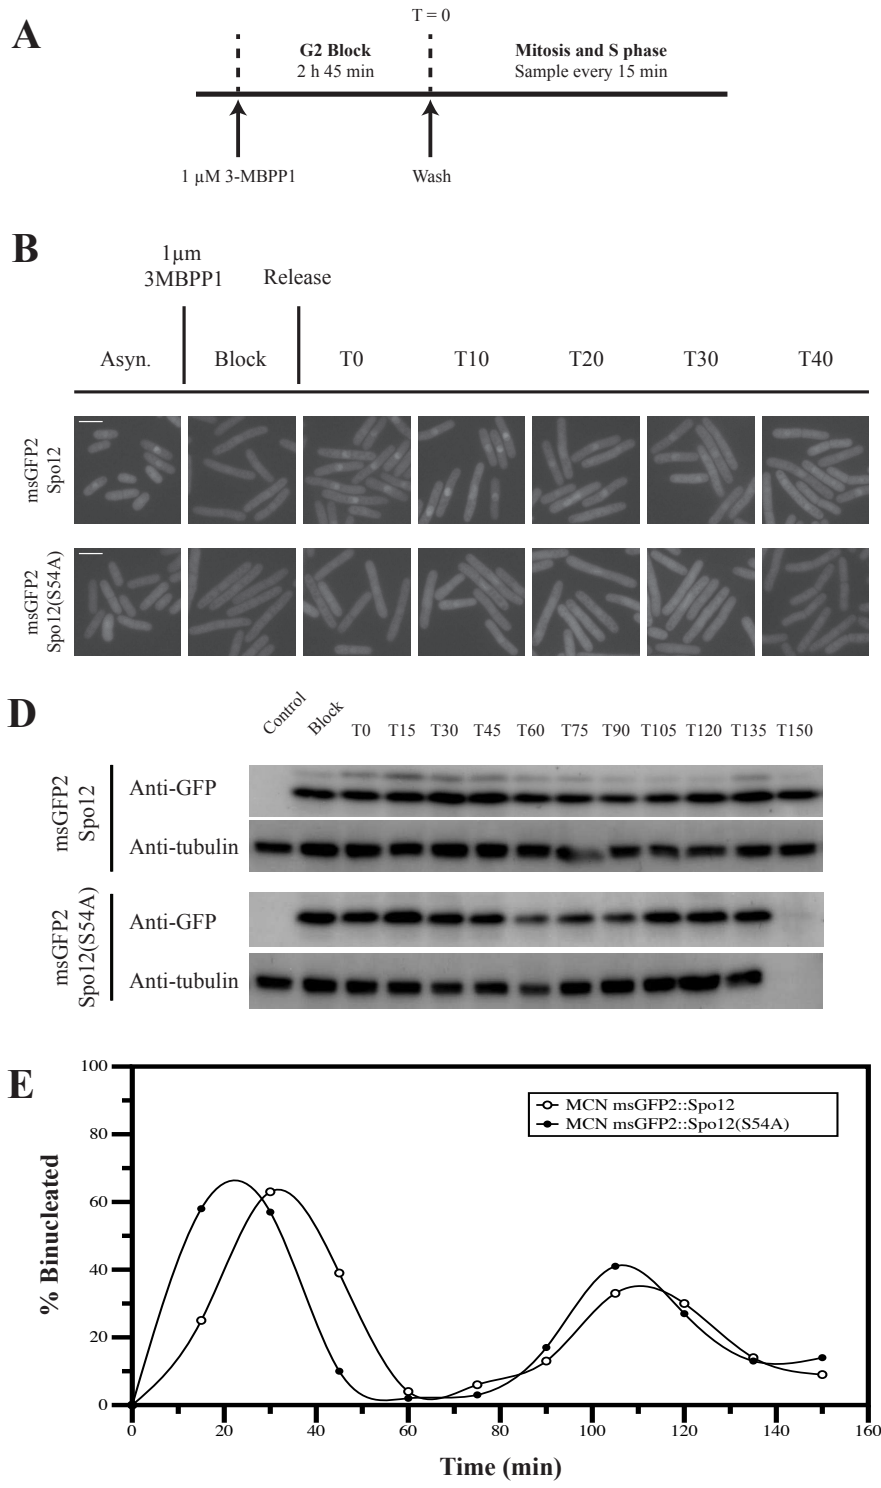 A
T = 0
G2 Block
2 h 45 min
Mitosis and S phase
Sample every 15 min
1 µM 3-MBPP1
Wash
B
1µm
3MBPP1
Release
Asyn.
Block
T0
T10
T20
T30
T40
msGFP2
Spo12
msGFP2
Spo12(S54A)
D
Control
Block
T0
T15
T30
T45
T60
T75
T90
T105
T120
T135
T150
msGFP2
Spo12
Anti-GFP
Anti-tubulin
msGFP2
Spo12(S54A)
Anti-GFP
Anti-tubulin
E
MCN msGFP2::Spo12
MCN msGFP2::Spo12(S54A)
% Binucleated
100
80
60
40
20
0
0
20
40
60
80
100
120
140
160
Time (min)